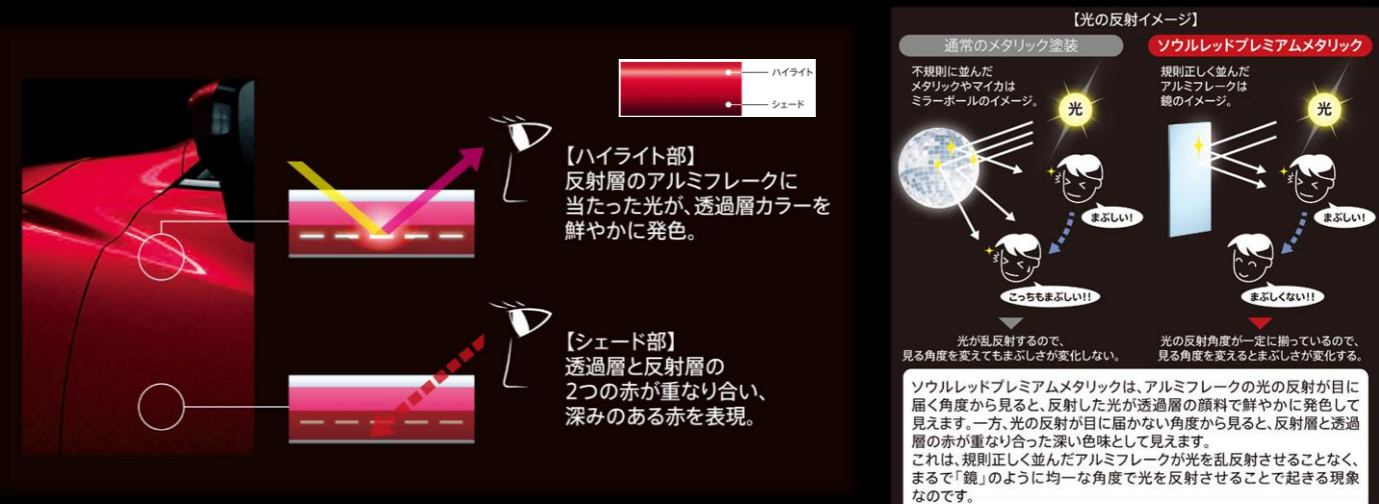 ハイライト
シェード
【ハイライト部】
反射層のアルミフレークに
当たった光が、透過層カラーを
鮮やかに発色。
【シェード部】
透過層と反射層の
2つの赤が重なり合い、
深みのある赤を表現。
【光の反射イメージ】
通常のメタリック塗装
不規則に並んだ
メタリックやマイカは
ミラーボールのイメージ。
光
まぶしい!
こっちもまぶしい!!
光が乱反射するので、
見る角度を変えてもまぶしさが変化しない。
ソウルレッドプレミアムメタリック
規則正しく並んだ
アルミフレークは
鏡のイメージ。
光
まぶしい!
まぶしくない!!
光の反射角度が一定に揃っているので、
見る角度を変えるとまぶしさが変化する。
ソウルレッドプレミアムメタリックは、アルミフレークの光の反射が目に
届く角度から見ると、反射した光が透過層の顔料で鮮やかに発色して
見えます。一方、光の反射が目に届かない角度から見ると、反射層と透過
層の赤が重なり合った深い色味として見えます。
これは、規則正しく並んだアルミフレークが光を乱反射させることなく、
まるで「鏡」のように均一な角度で光を反射させることで起きる現象
なのです。